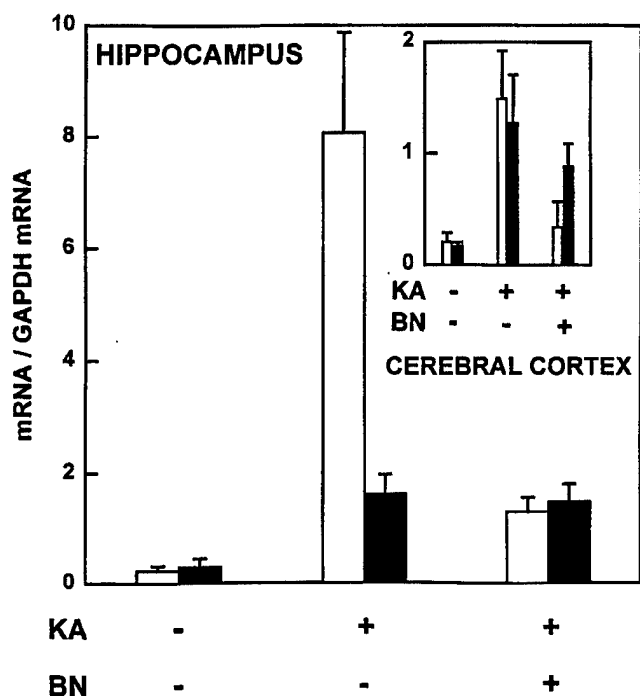 10
8
6
4
2
0
mRNA / GAPDH mRNA
HIPPOCAMPUS
2
1
0
KA - + +
BN - - +
CEREBRAL CORTEX
KA - + +
BN - - +